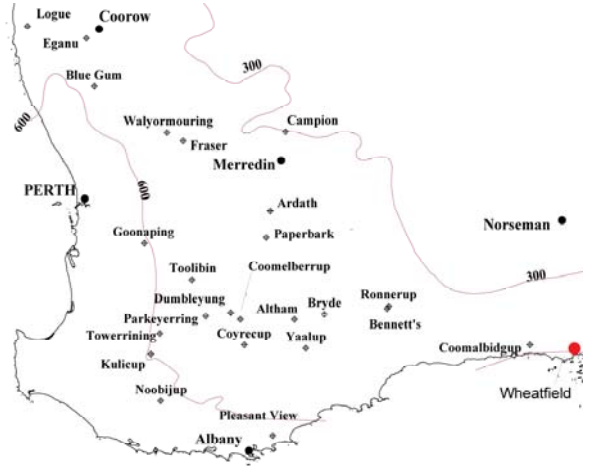 Logue
Coorow
Eganu
300
Blue Gum
600
Walyormouring
Campion
Fraser
Merredin
PERTH
600
Ardath
Norseman
Goonaping
Paperbark
Toolibin
Coomelberrup
300
Dumbleyung
Altham
Bryde
Ronnerup
Parkeyerring
Bennett's
Towerrining
Coyrecup
Yaalup
Coomalbidgup
Kulicup
Wheatfield
Noobijup
Pleasant View
Albany